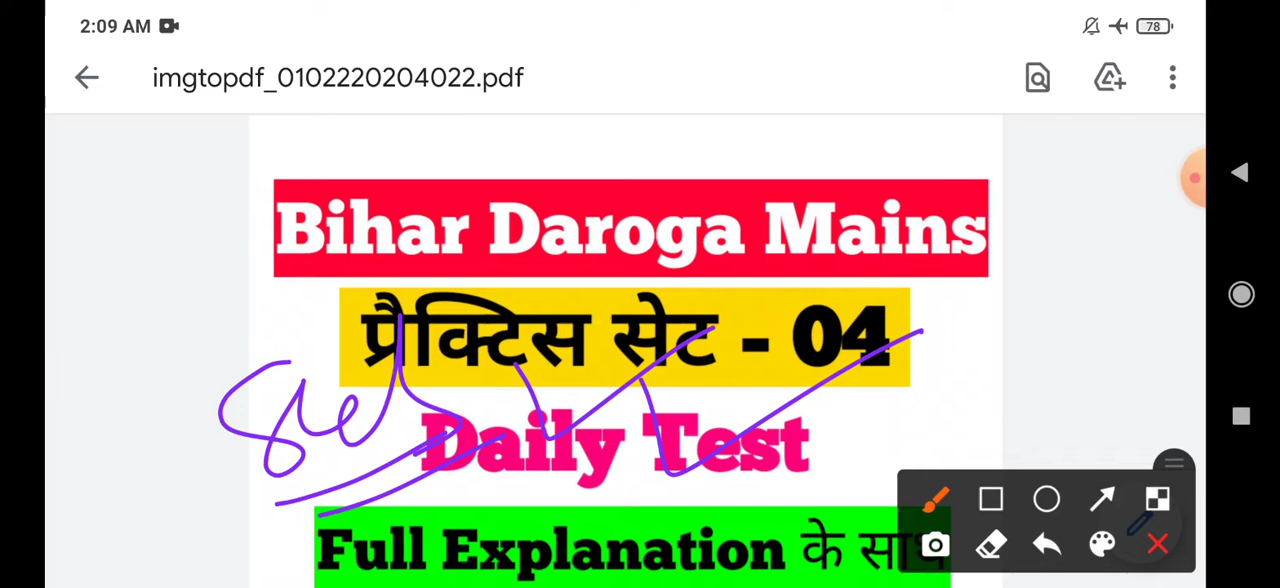 2:09 AM 78
imgtopdf_0102220204022.pdf
Bihar Daroga Mains
प्रैक्टिस सेट - 04
Daily Test
Full Explanation के साथ